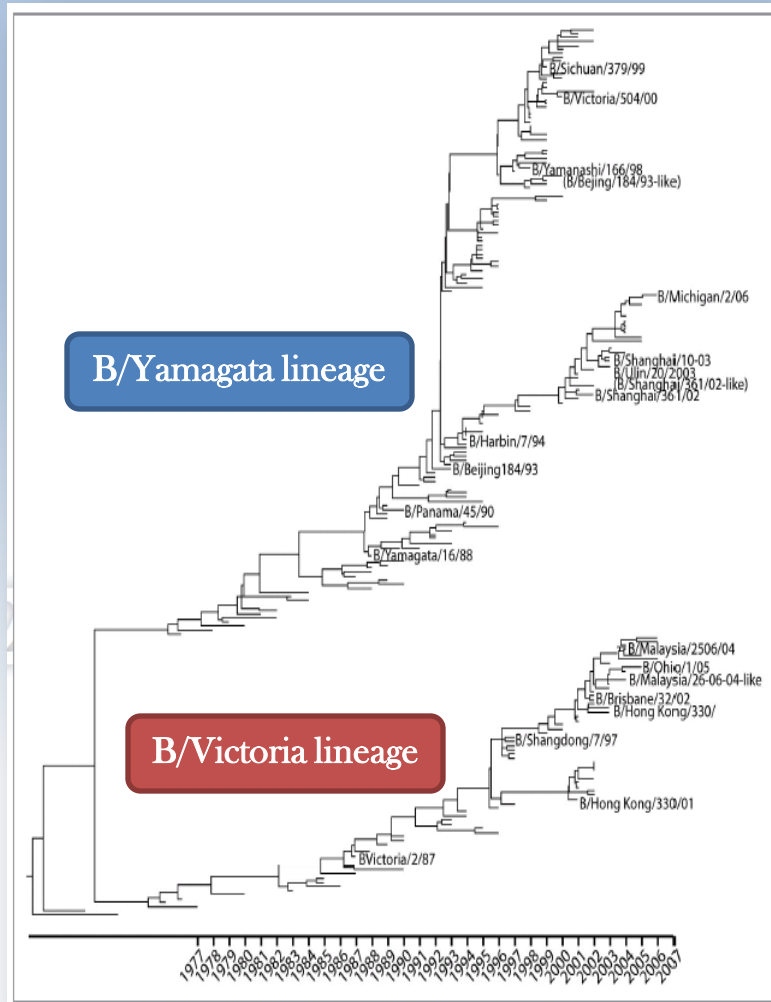 B/Sichuan/379/99
B/Victoria/504/00
B/Yamanashi/166/98
(B/Bejing/184/93-like)
B/Michigan/2/06
B/Yamagata lineage
B/Shanghai/10-03
B/Ulin/20/2003
(B/Shanghai/361/02-like)
B/Shanghai/361/02
B/Harbin/7/94
B/Beijing184/93
B/Panama/45/90
B/Yamagata/16/88
B/Malaysia/2506/04
B/Ohio/1/05
B/Malaysia/26-06-04-like
B/Brisbane/32/02
B/Hong Kong/330/
B/Victoria lineage
B/Shangdong/7/97
B/Hong Kong/330/01
BVictoria/2/87
1977 1978 1979 1980 1981 1982 1983 1984 1985 1986 1987 1988 1989 1990 1991 1992 1993 1994 1995 1996 1997 1998 1999 2000 2001 2002 2003 2004 2005 2006 2007